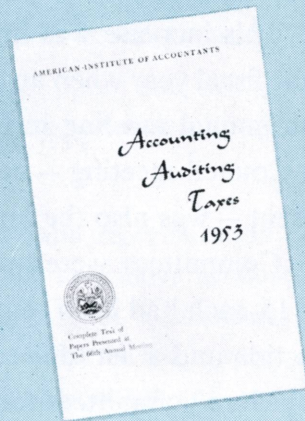 AMERICAN INSTITUTE OF ACCOUNTANTS
Accounting
Auditing
Taxes
1953
Complete Text of
Papers Presented at
The 66th Annual Meeting